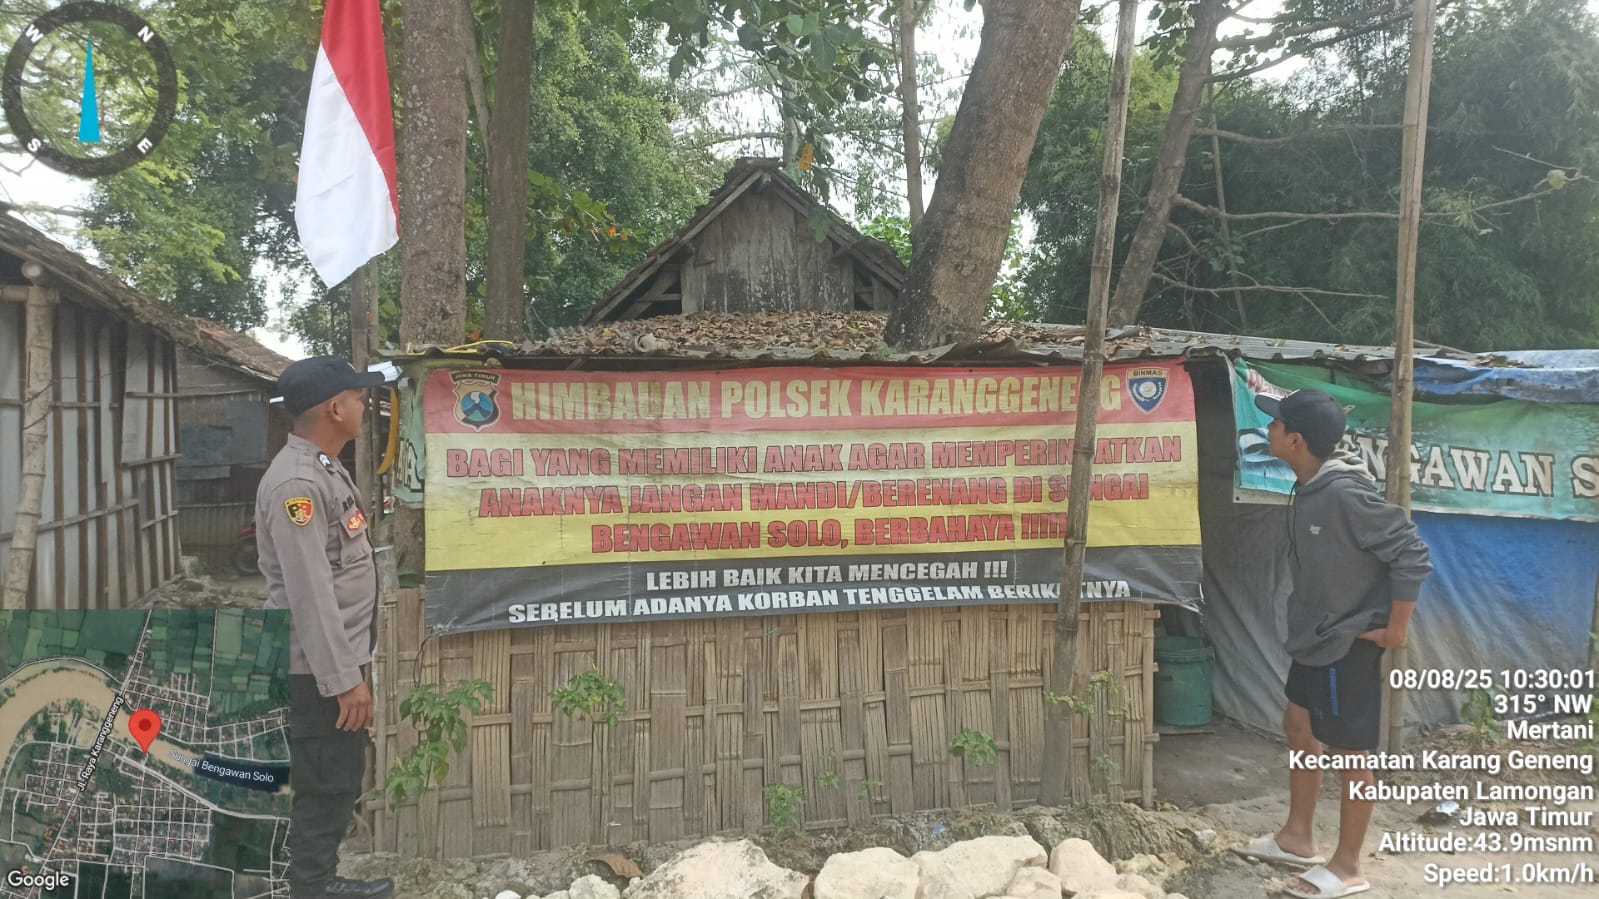 W N
S E
JAWA TIMUR
HIMBAUAN POLSEK KARANGGENENG
BINMAS
BAGI YANG MEMILIKI ANAK AGAR MEMPERINGATKAN
ANAKNYA JANGAN MANDI/BERENANG DI SUNGAI
BENGAWAN SOLO, BERBAHAYA !!!!!!
LEBIH BAIK KITA MENCEGAH !!!
SEBELUM ADANYA KORBAN TENGGELAM BERIKUTNYA
ENGAWAN S
08/08/25 10:30:01
315° NW
Mertani
Kecamatan Karang Geneng
Kabupaten Lamongan
Jawa Timur
Altitude:43.9msnm
Speed:1.0km/h
Jl. Raya Karanggeneng
Sungai Bengawan Solo
Google